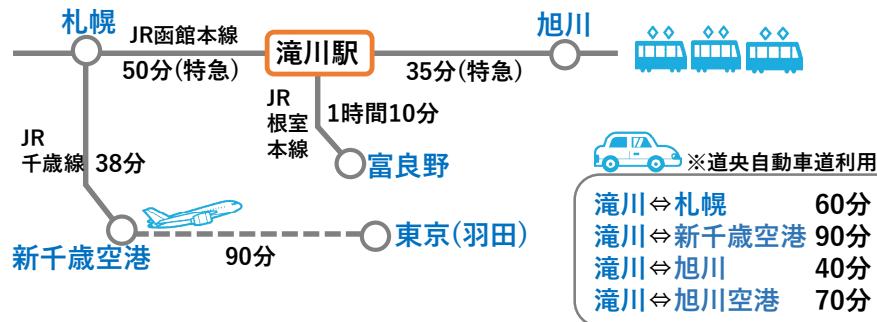 札幌
JR函館本線
滝川駅
旭川
50分(特急)
35分(特急)
JR
根室
本線
1時間10分
富良野
JR
千歳線
38分
新千歳空港
90分
東京(羽田)
※道央自動車道利用
滝川⇔札幌 60分
滝川⇔新千歳空港 90分
滝川⇔旭川 40分
滝川⇔旭川空港 70分